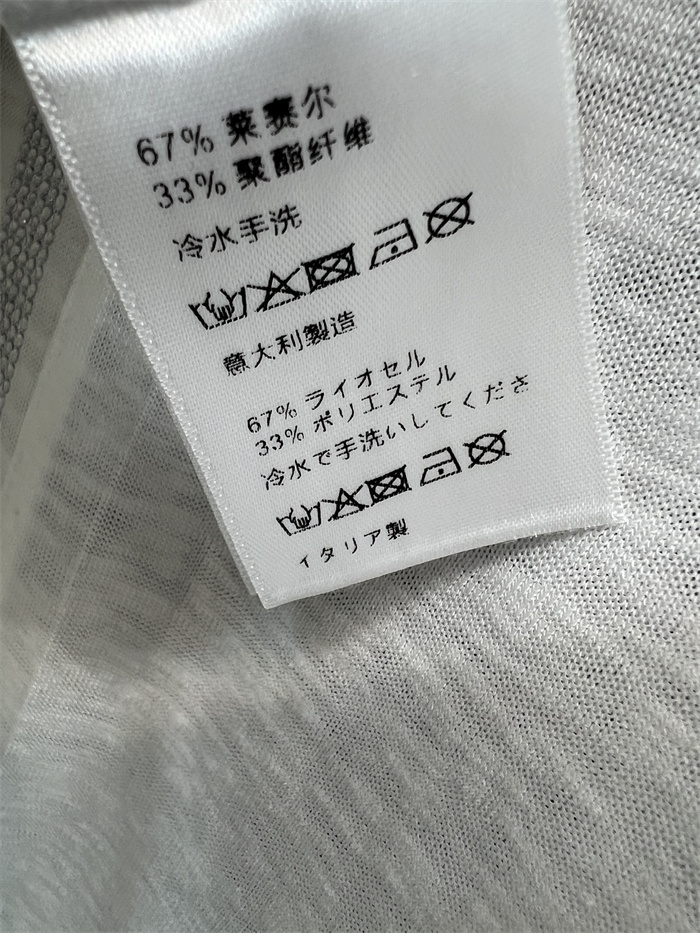 67% 莱赛尔
33% 聚酯纤维
冷水手洗
意大利製造
67% ライオセル
33% ポリエステル
冷水で手洗いしてくださ
イタリア製